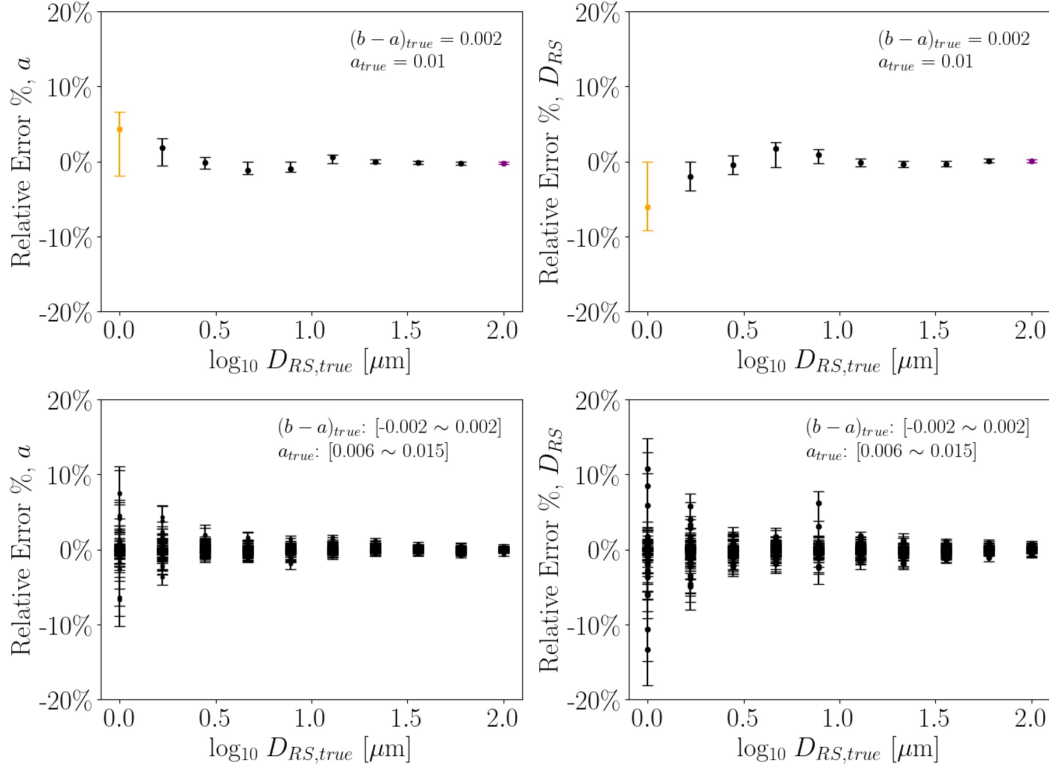 20%
10%
0%
-10%
-20%
Relative Error %, a
(b − a)true = 0.002
atrue = 0.01
0.0 0.5 1.0 1.5 2.0
log10 DRS,true [μm]
20%
10%
0%
-10%
-20%
Relative Error %, DRS
(b − a)true = 0.002
atrue = 0.01
0.0 0.5 1.0 1.5 2.0
log10 DRS,true [μm]
20%
10%
0%
-10%
-20%
Relative Error %, a
(b − a)true: [-0.002 ∼ 0.002]
atrue: [0.006 ∼ 0.015]
0.0 0.5 1.0 1.5 2.0
log10 DRS,true [μm]
20%
10%
0%
-10%
-20%
Relative Error %, DRS
(b − a)true: [-0.002 ∼ 0.002]
atrue: [0.006 ∼ 0.015]
0.0 0.5 1.0 1.5 2.0
log10 DRS,true [μm]